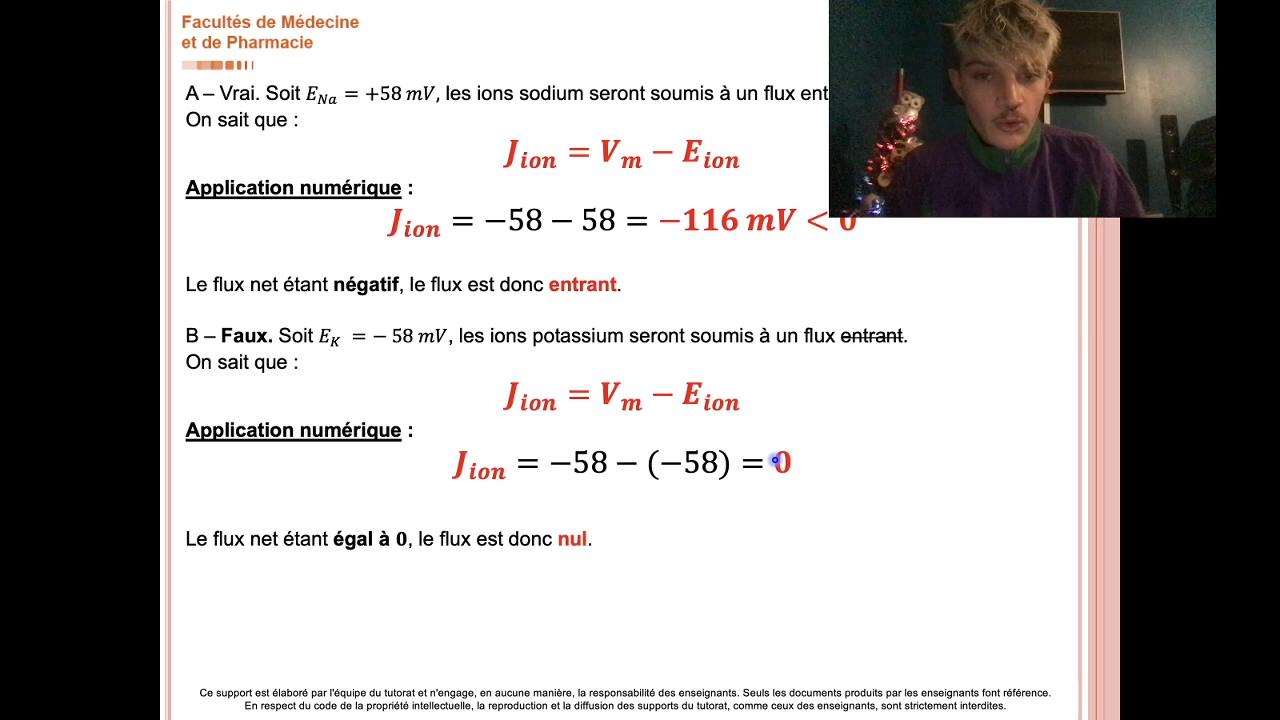 Facultés de Médecine
et de Pharmacie
A – Vrai. Soit E_Na = +58 mV, les ions sodium seront soumis à un flux
On sait que :
J_ion = V_m − E_ion
Application numérique :
J_ion = −58 − 58 = −116 mV < 0
Le flux net étant négatif, le flux est donc entrant.
B – Faux. Soit E_K = − 58 mV, les ions potassium seront soumis à un flux entrant.
On sait que :
J_ion = V_m − E_ion
Application numérique :
J_ion = −58 − (−58) = 0
Le flux net étant égal à 0, le flux est donc nul.
Ce support est élaboré par l'équipe du tutorat et n'engage, en aucune manière, la responsabilité des enseignants. Seuls les documents produits par les enseignants font référence.
En respect du code de la propriété intellectuelle, la reproduction et la diffusion des supports du tutorat, comme ceux des enseignants, sont strictement interdites.